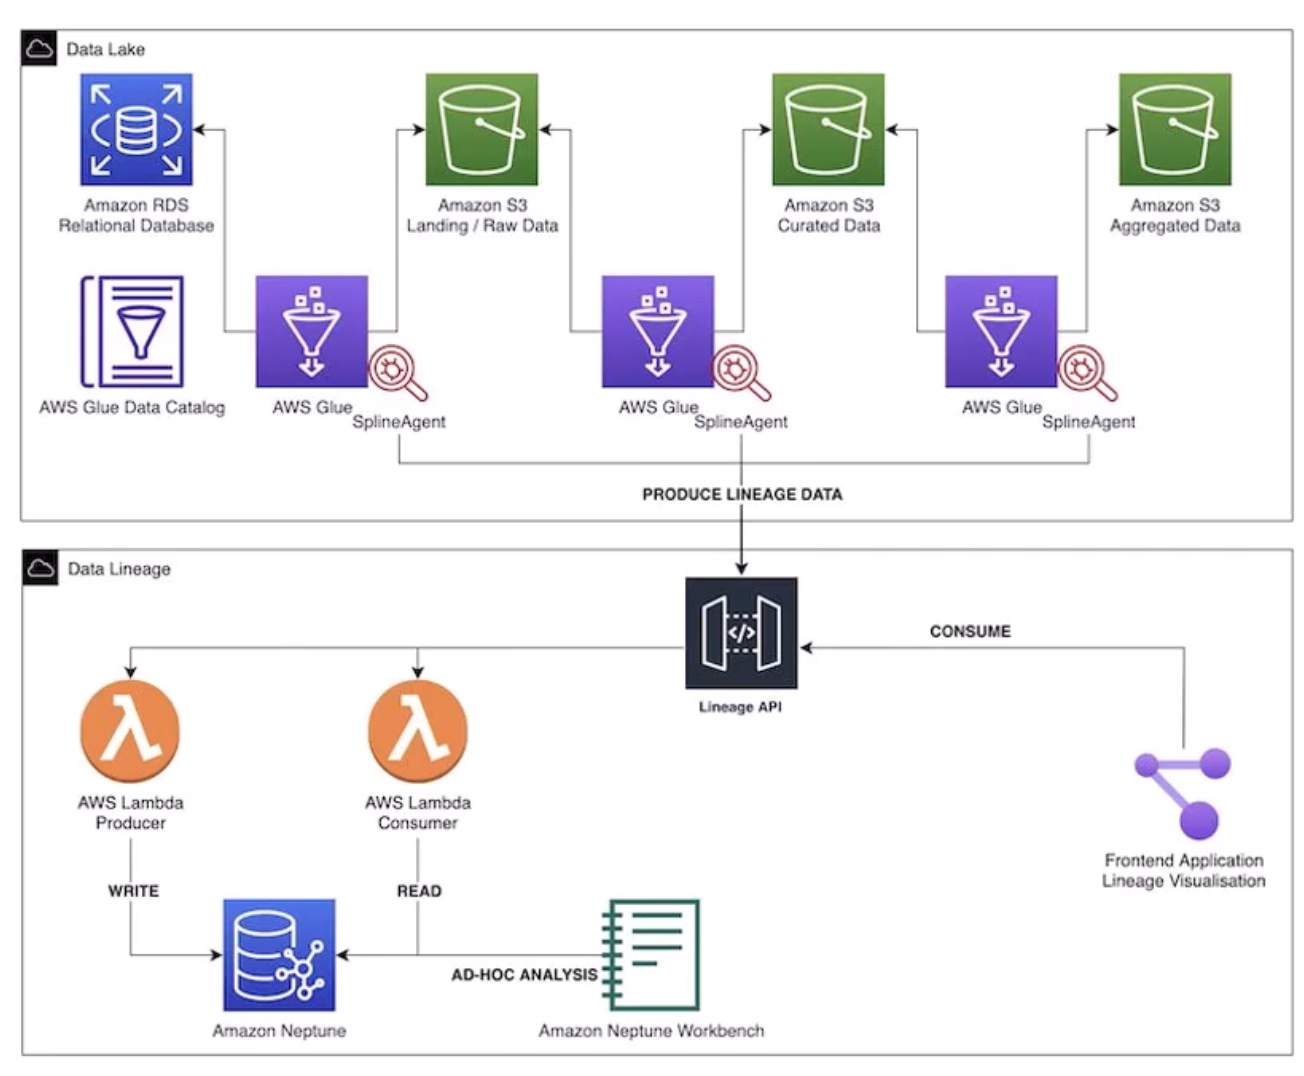 Data Lake
Amazon RDS
Relational Database
Amazon S3
Landing / Raw Data
Amazon S3
Curated Data
Amazon S3
Aggregated Data
AWS Glue Data Catalog
AWS Glue
SplineAgent
AWS Glue
SplineAgent
AWS Glue
SplineAgent
PRODUCE LINEAGE DATA
Data Lineage
</>
Lineage API
CONSUME
AWS Lambda
Producer
AWS Lambda
Consumer
Frontend Application
Lineage Visualisation
WRITE
READ
AD-HOC ANALYSIS
Amazon Neptune
Amazon Neptune Workbench